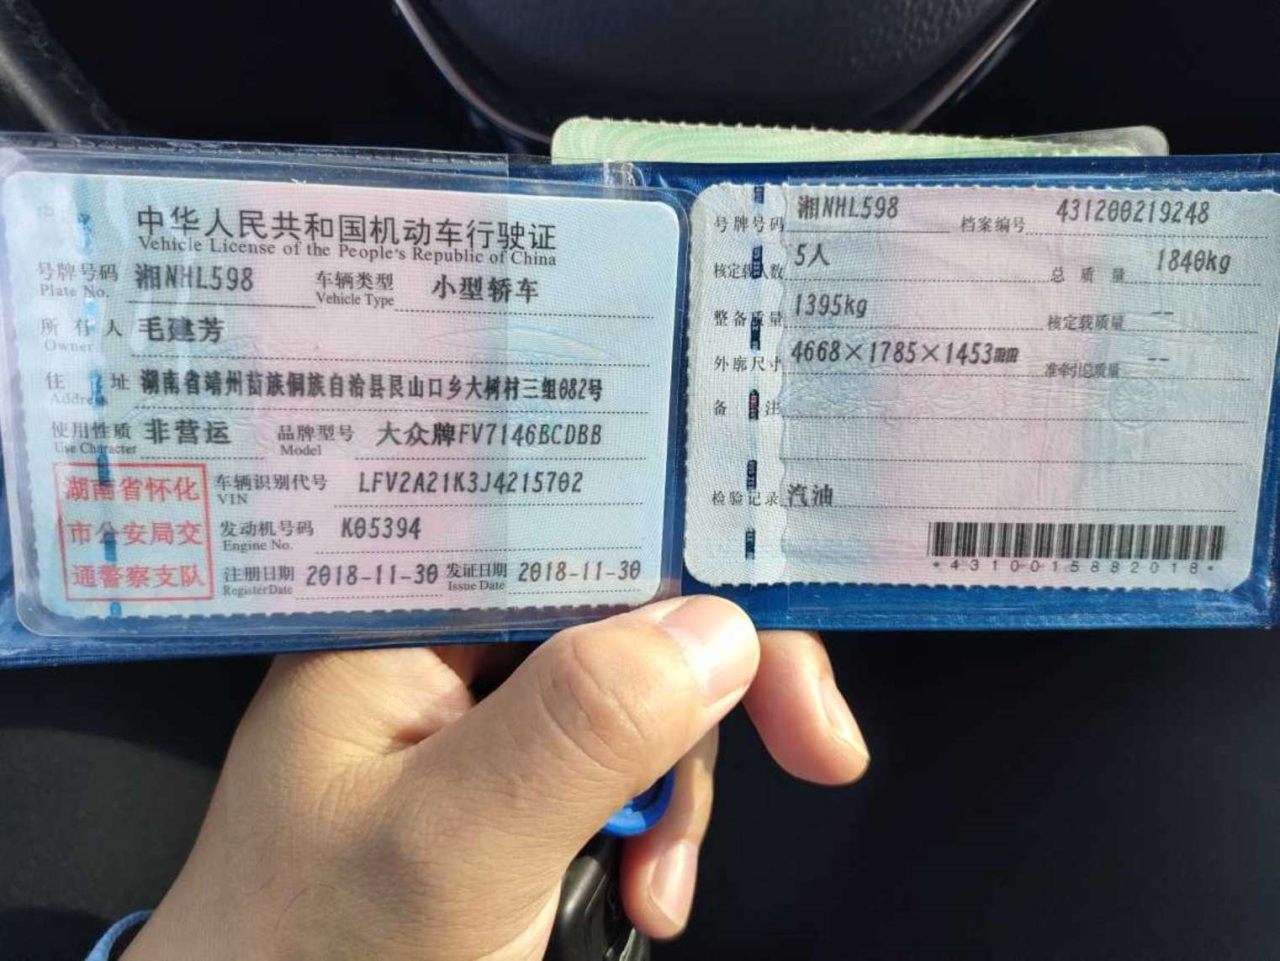 中华人民共和国机动车行驶证
Vehicle License of the People's Republic of China
号牌号码 湘NHL598 车辆类型 小型轿车
Plate No. Vehicle Type
所有人 毛建芳
Owner
住址 湖南省靖州苗族侗族自治县艮山口乡大树村三组082号
Address
使用性质 非营运 品牌型号 大众牌FV7146BCDBB
Use Character Model
湖南省怀化
市公安局交
通警察支队
车辆识别代号 LFV2A21K3J4215702
VIN
发动机号码 K05394
Engine No.
注册日期 2018-11-30 发证日期 2018-11-30
Register Date Issue Date
号牌号码 湘NHL598 档案编号 431200219248
核定载人数 5人 总质量 1840kg
整备质量 1395kg 核定载质量 --
外廓尺寸 4668×1785×1453mm 准牵引总质量 --
备注
检验记录 汽油
*4310015882018*